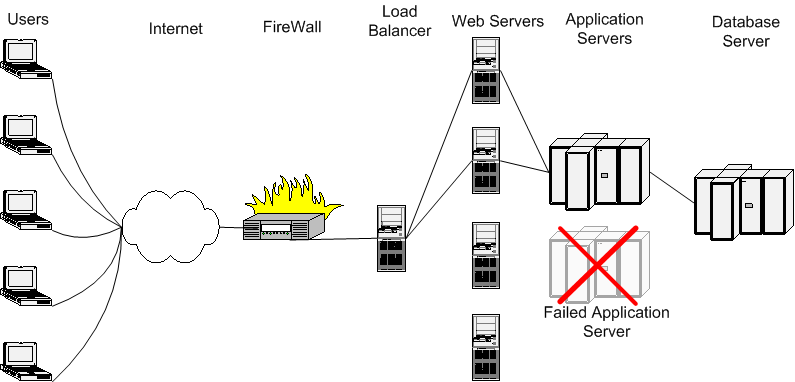 Users
Internet
FireWall
Load
Balancer
Web Servers
Application
Servers
Database
Server
Failed Application
Server